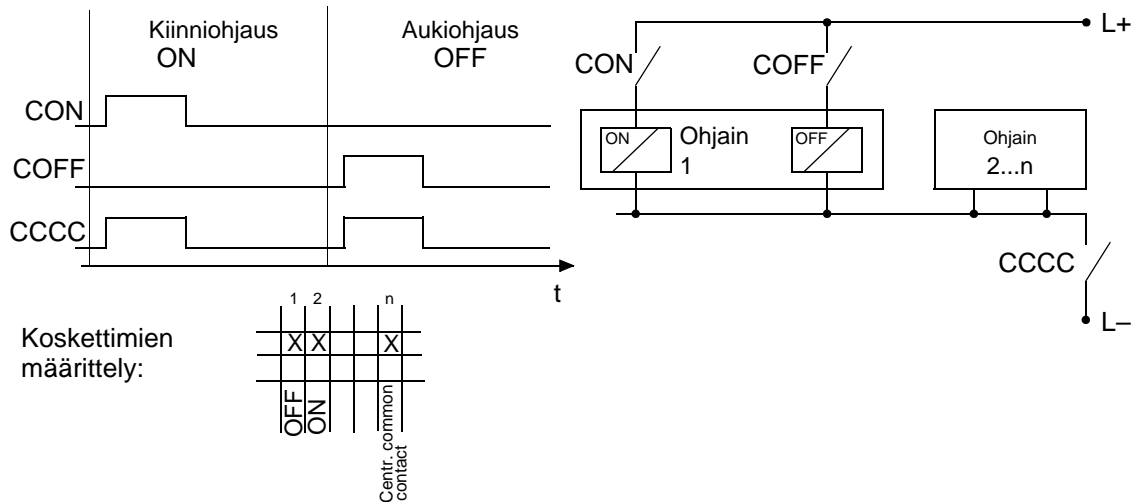 Kiinniohjaus
ON
Aukiohjaus
OFF
CON
COFF
CCCC
t
L+
CON
COFF
ON
Ohjain
1
OFF
Ohjain
2...n
CCCC
L–
Koskettimien
määrittely:
1 2 n
X X X
OFF
ON
Centr. common
contact